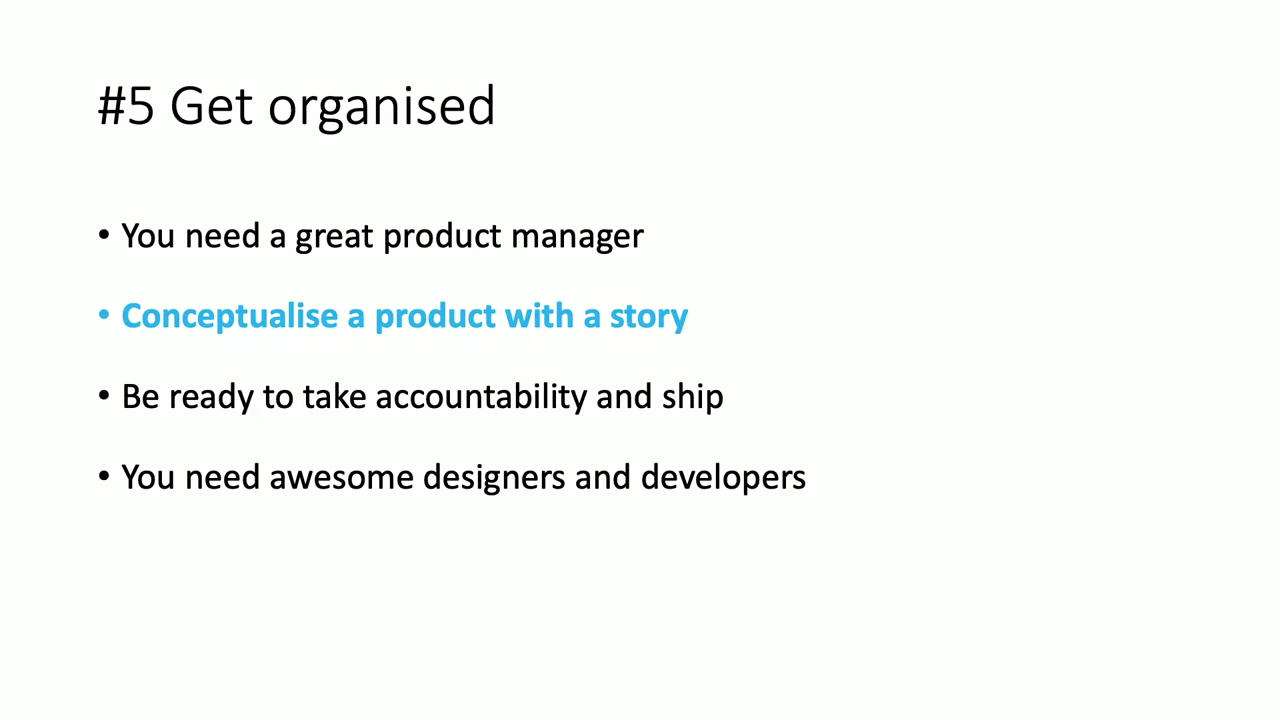 #5 Get organised
• You need a great product manager
• Conceptualise a product with a story
• Be ready to take accountability and ship
• You need awesome designers and developers